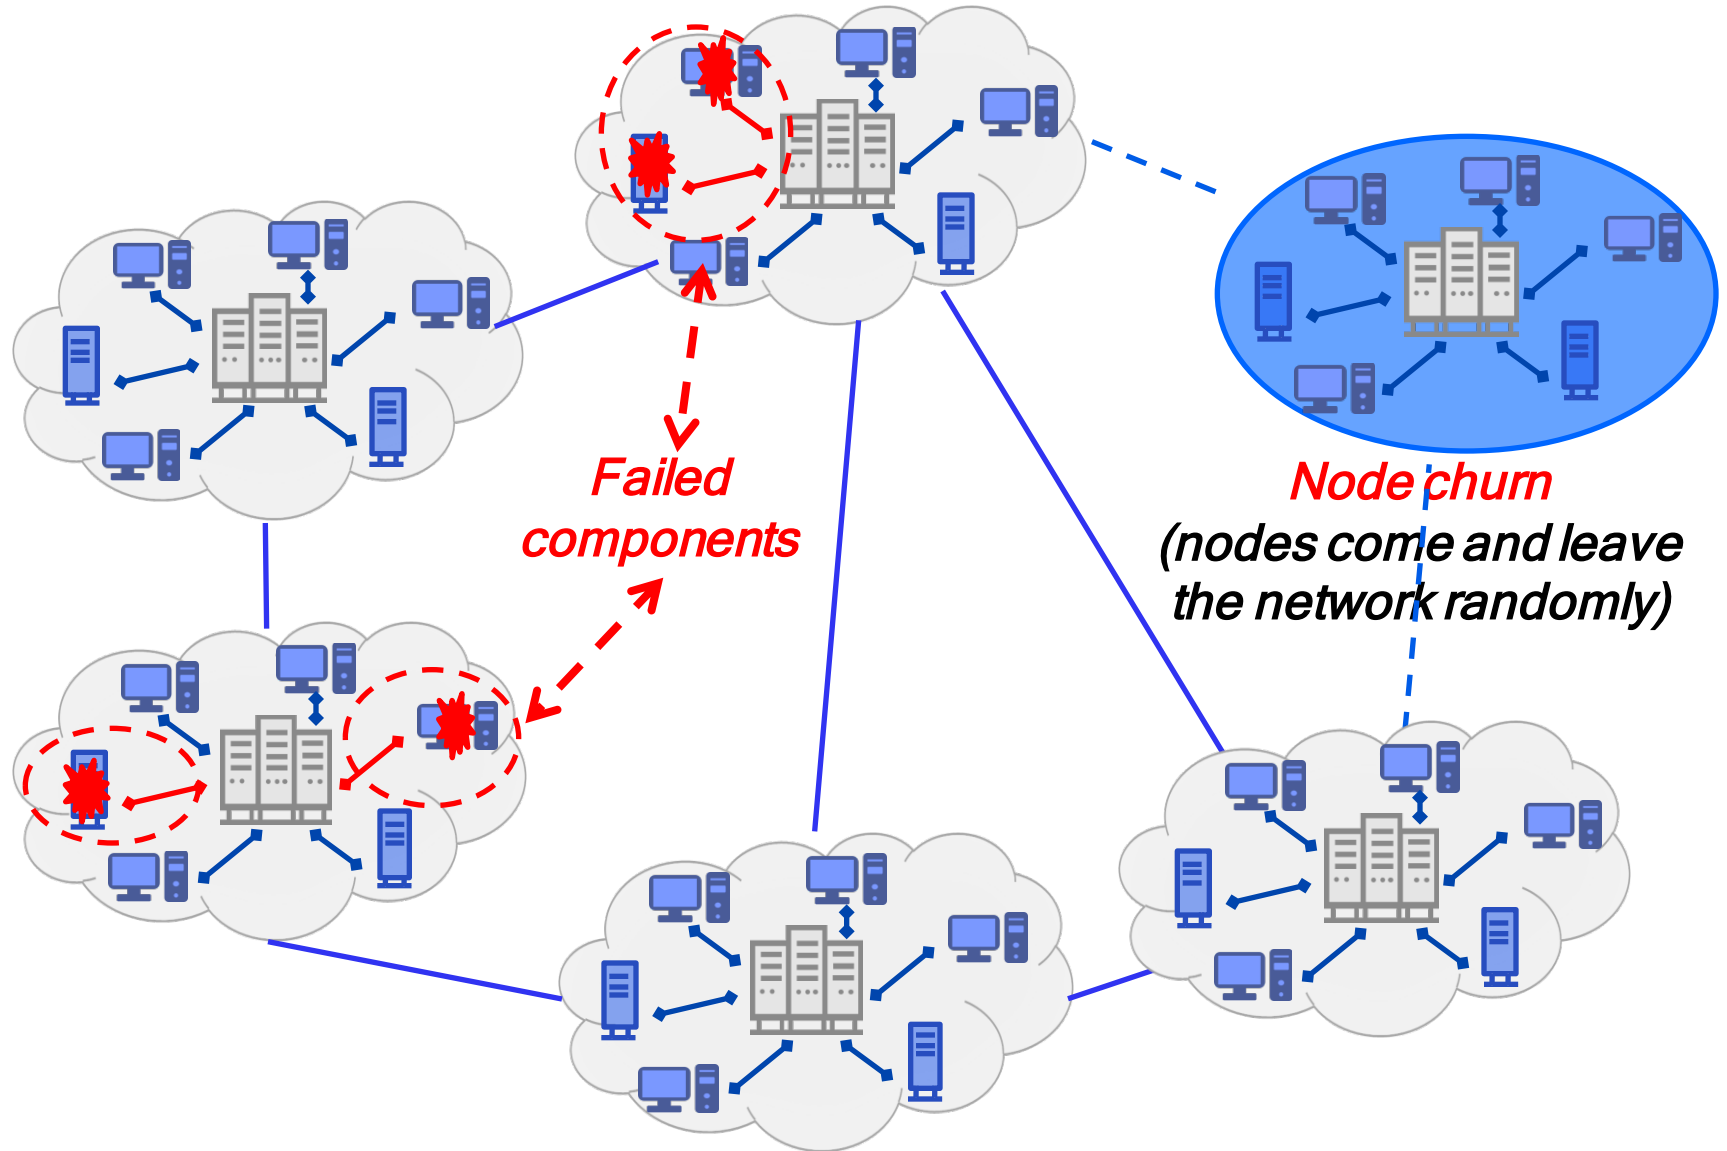 Failed
components
Node churn
(nodes come and leave
the network randomly)